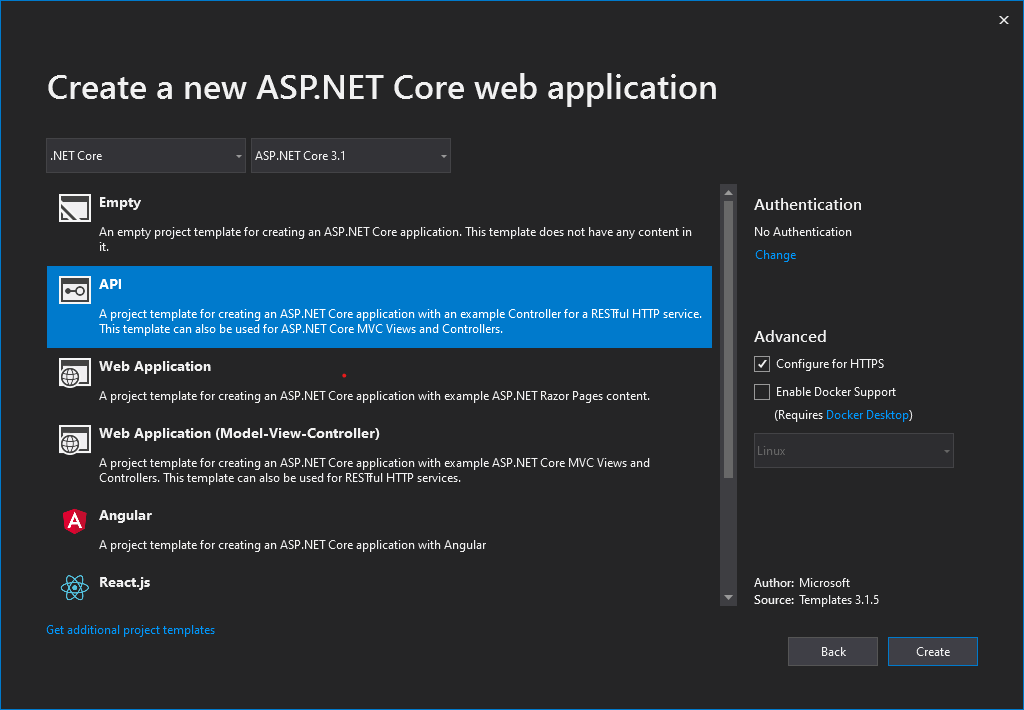 Create a new ASP.NET Core web application
.NET Core
ASP.NET Core 3.1
Empty
An empty project template for creating an ASP.NET Core application. This template does not have any content in
it.
API
A project template for creating an ASP.NET Core application with an example Controller for a RESTful HTTP service.
This template can also be used for ASP.NET Core MVC Views and Controllers.
Web Application
A project template for creating an ASP.NET Core application with example ASP.NET Razor Pages content.
Web Application (Model-View-Controller)
A project template for creating an ASP.NET Core application with example ASP.NET Core MVC Views and
Controllers. This template can also be used for RESTful HTTP services.
Angular
A project template for creating an ASP.NET Core application with Angular
React.js
Get additional project templates
Authentication
No Authentication
Change
Advanced
Configure for HTTPS
Enable Docker Support
(Requires Docker Desktop)
Linux
Author: Microsoft
Source: Templates 3.1.5
Back
Create